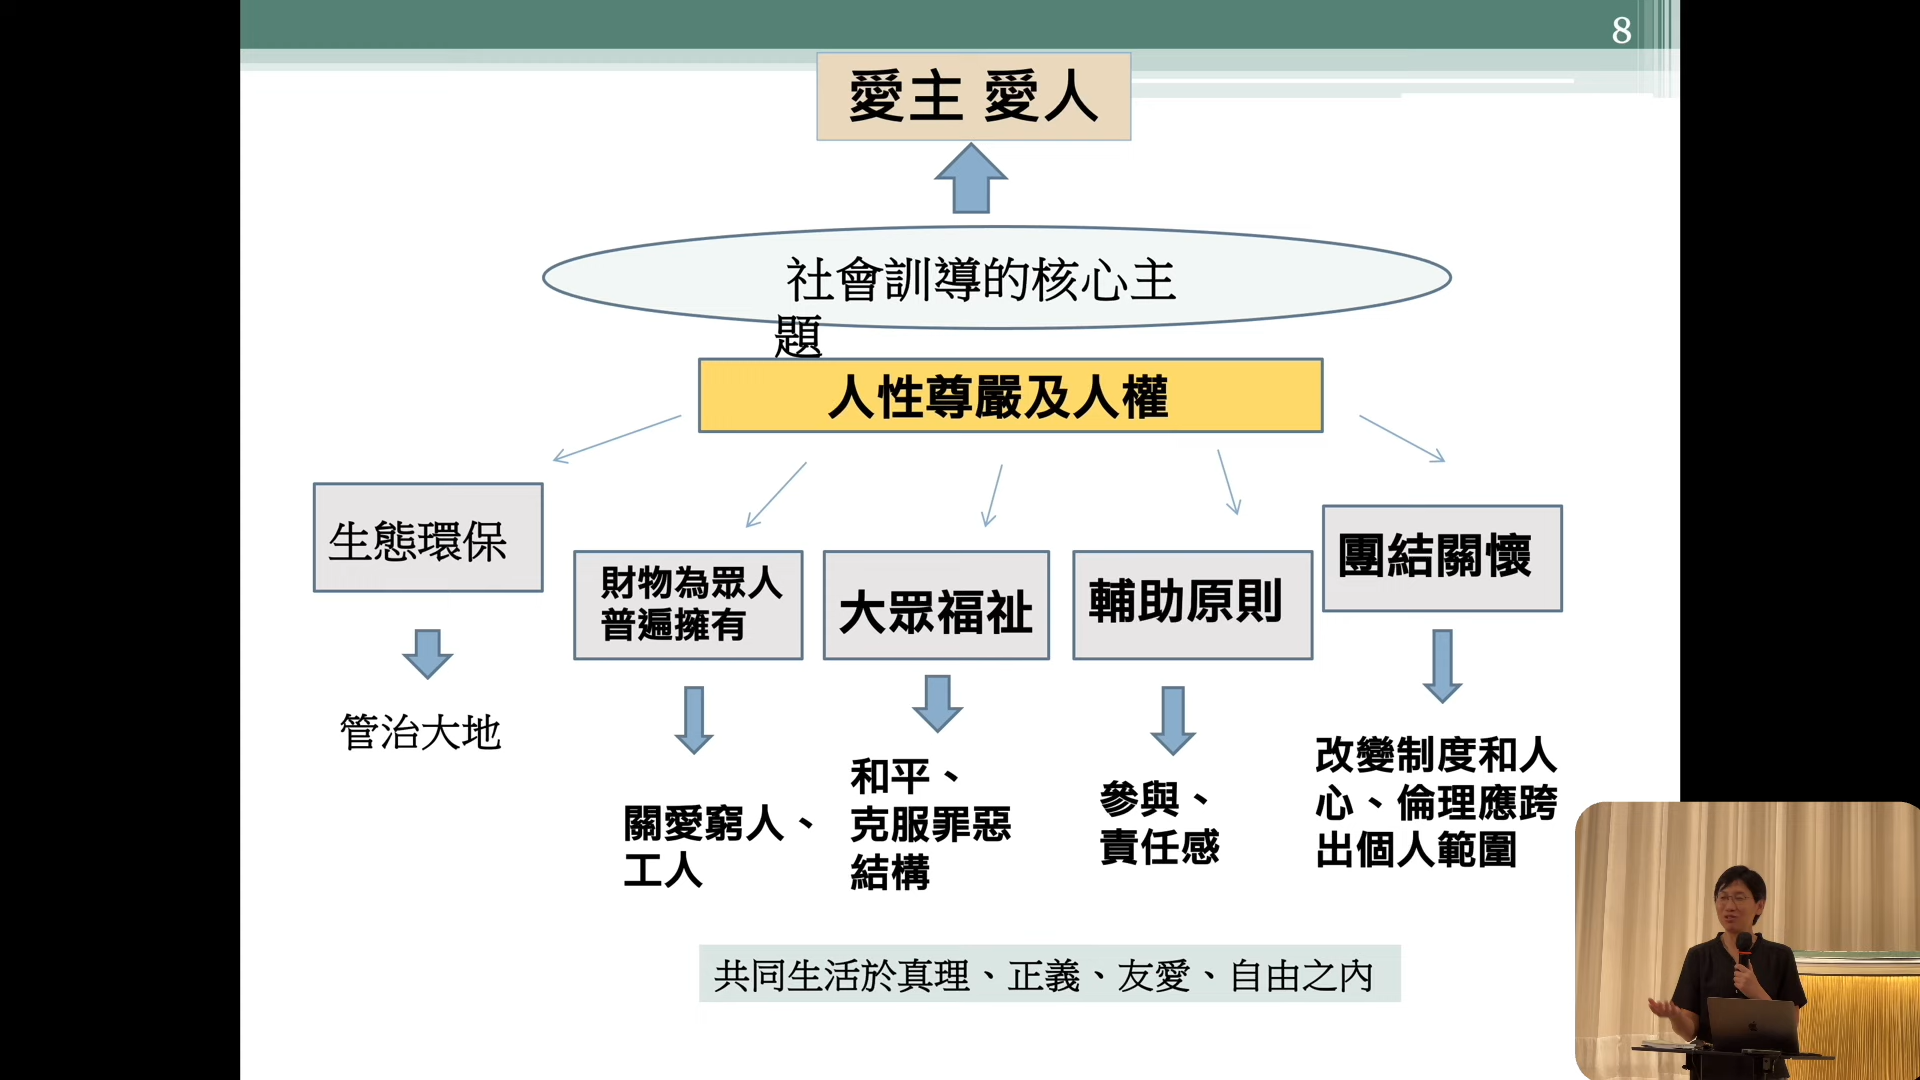 8
愛主 愛人
社會訓導的核心主
題
人性尊嚴及人權
生態環保
財物為眾人
普遍擁有
大眾福祉
輔助原則
團結關懷
管治大地
關愛窮人、
工人
和平、
克服罪惡
結構
參與、
責任感
改變制度和人
心、倫理應跨
出個人範圍
共同生活於真理、正義、友愛、自由之內